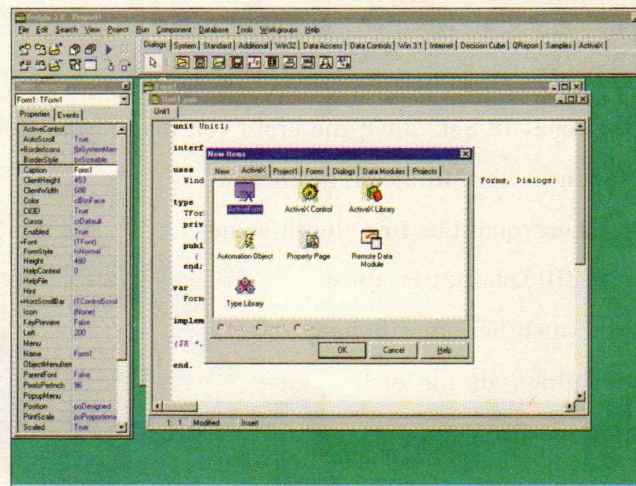 Delphi 3.0 - Project1
File Edit Search View Project Run Component Database Tools Workgroups Help
Dialogs System Standard Additional Win32 Data Access Data Controls Win 3.1 Internet Decision Cube QReport Samples ActiveX
Form1: TForm1
Properties Events
ActiveControl
AutoScroll True
+BorderIcons [biSystemMen
BorderStyle bsSizeable
Caption Form1
ClientHeight 453
ClientWidth 688
Color clBtnFace
Ctl3D True
Cursor crDefault
Enabled True
+Font (TFont)
FormStyle fsNormal
Height 480
HelpContext 0
HelpFile
Hint
+HorzScrollBar (TControlScrol
Icon (None)
KeyPreview False
Left 200
Menu
Name Form1
ObjectMenuItem
ParentFont False
PixelsPerInch 96
PopupMenu
Position poDesigned
PrintScale poProportiona
Scaled True
Unit1.pas
Unit1
unit Unit1;
interf
uses
Wind
Forms, Dialogs;
type
TFor
priv
{
publ
{
end;
var
Form
implem
{$R *.
end.
1: 1 Modified Insert
New Items
New ActiveX Project1 Forms Dialogs Data Modules Projects
ActiveForm ActiveX Control ActiveX Library
Automation Object Property Page Remote Data Module
Type Library
OK Cancel Help